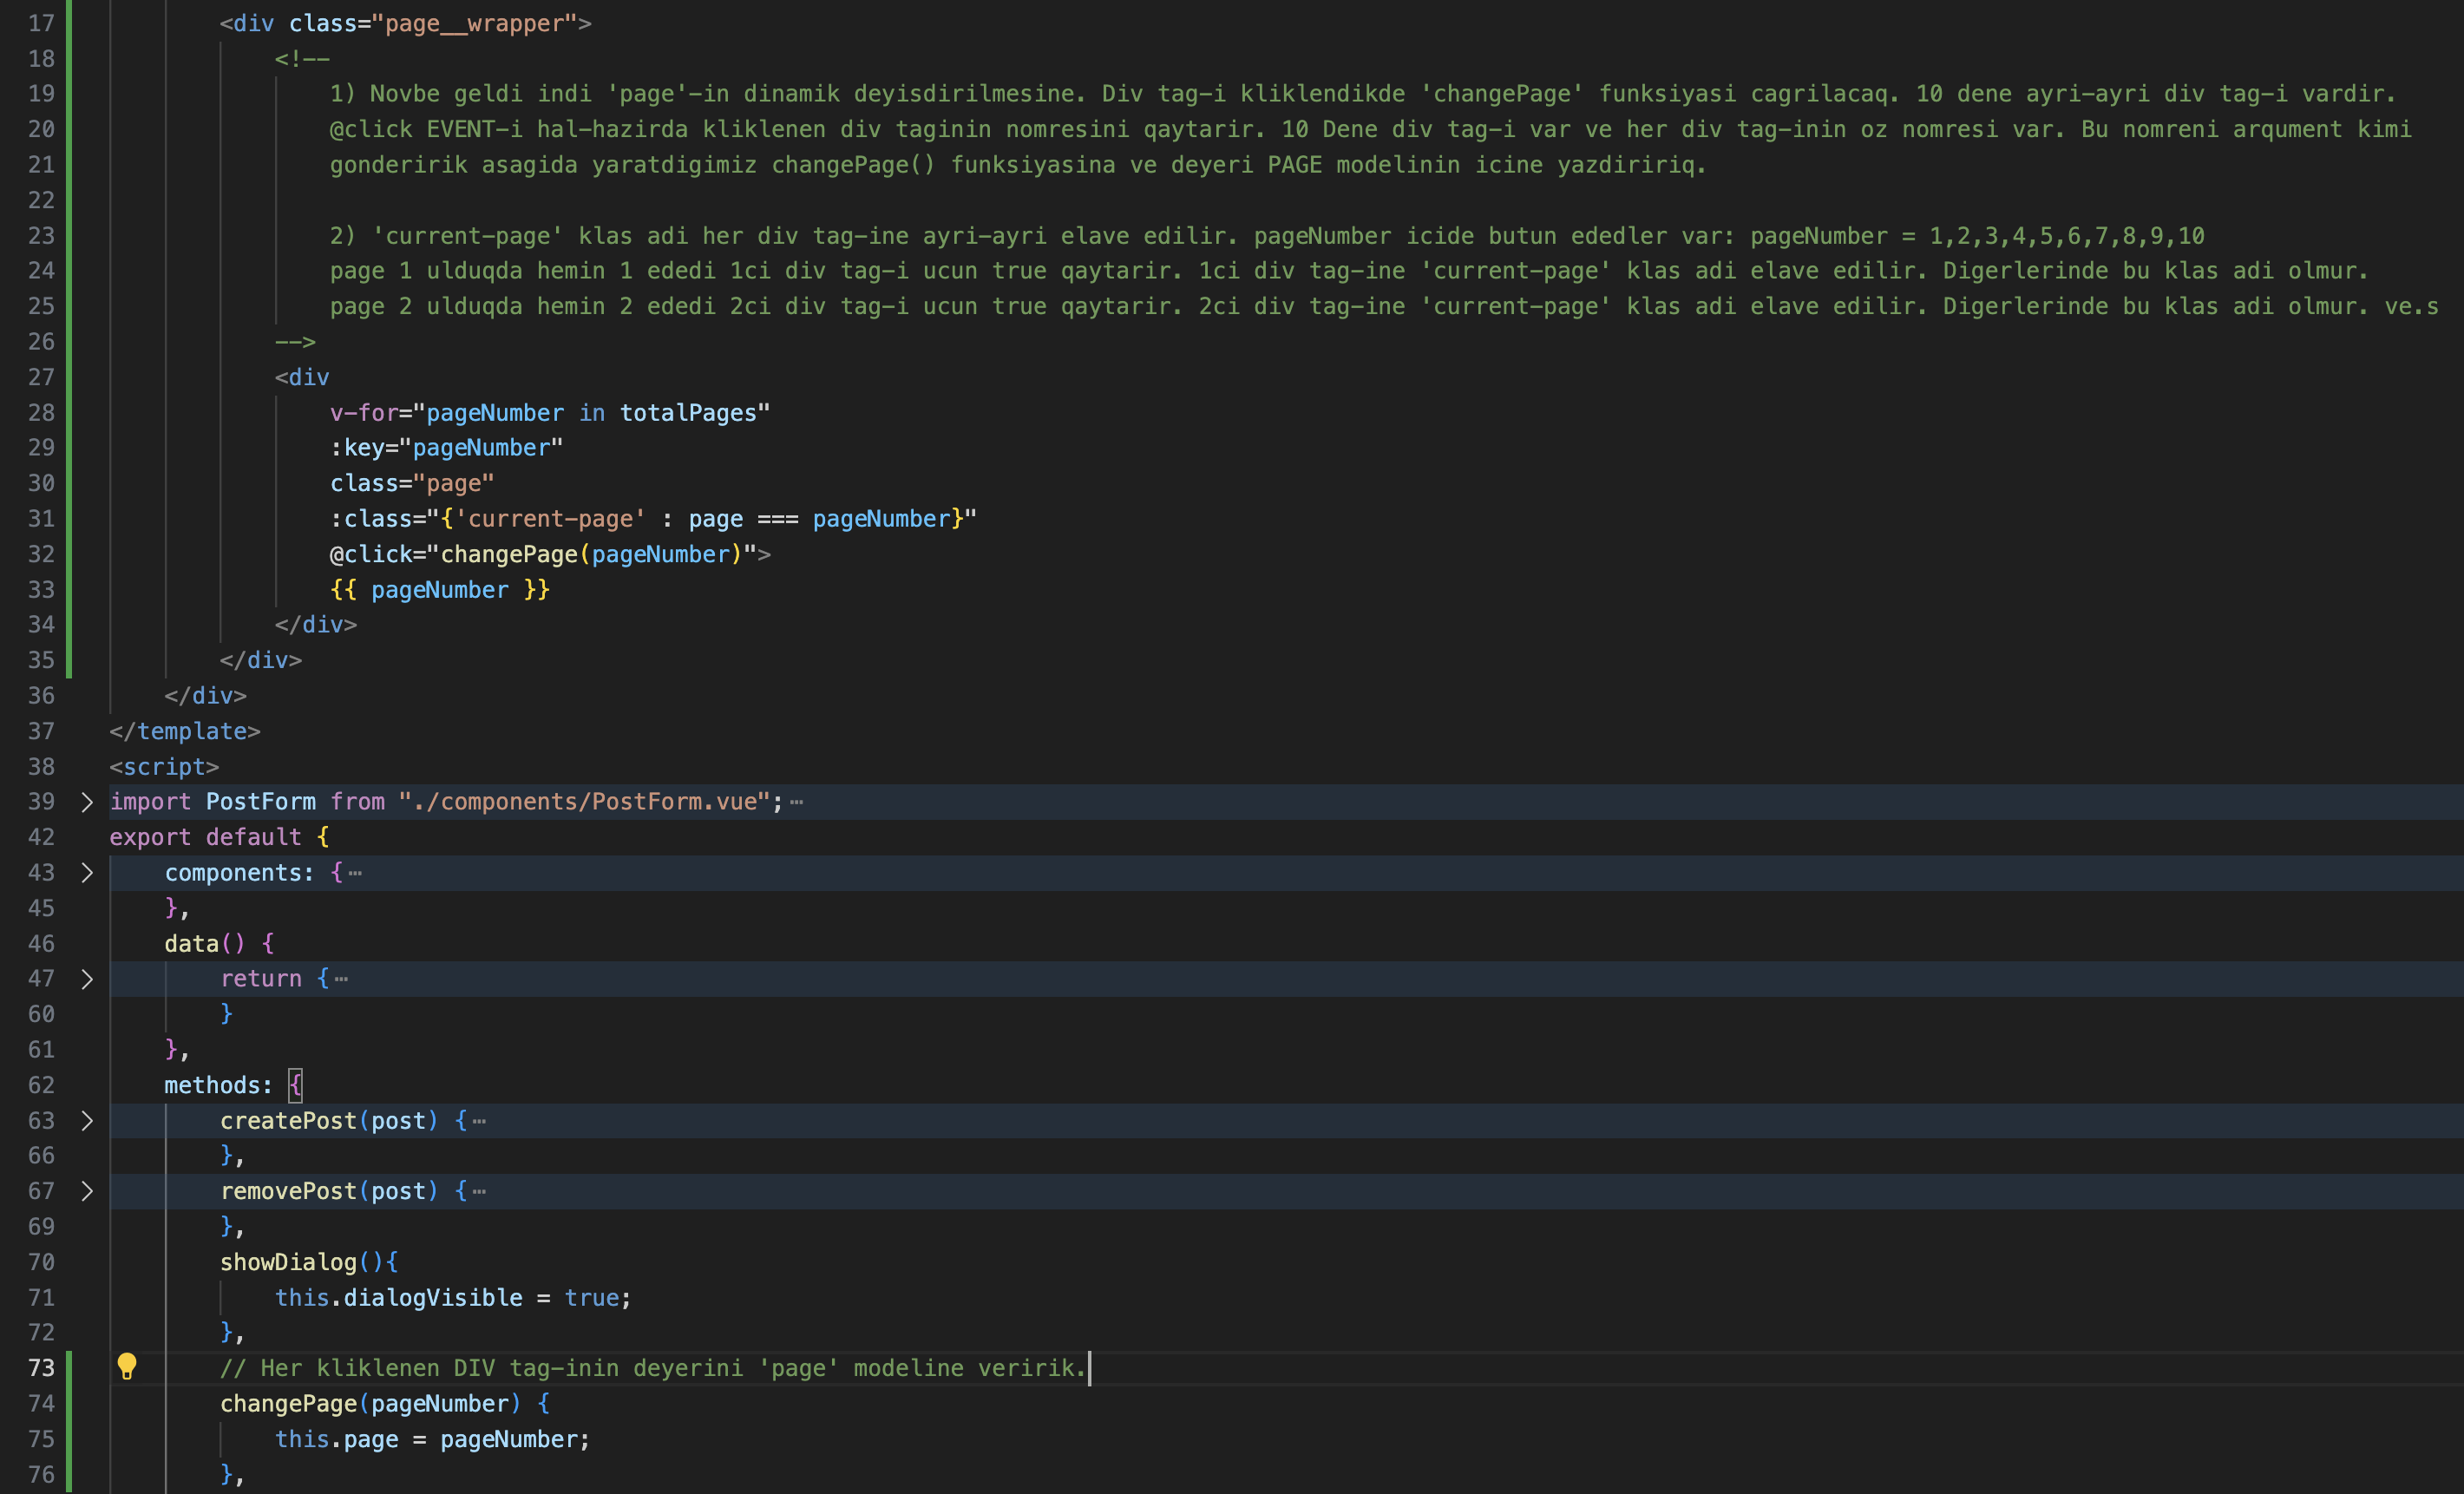 17 <div class="page__wrapper">
18 <!--
19 1) Novbe geldi indi 'page'-in dinamik deyisdirilmesine. Div tag-i kliklendikde 'changePage' funksiyasi cagrilacaq. 10 dene ayri-ayri div tag-i vardir.
20 @click EVENT-i hal-hazirda kliklenen div taginin nomresini qaytarir. 10 Dene div tag-i var ve her div tag-inin oz nomresi var. Bu nomreni arqument kimi
21 gonderirik asagida yaratdigimiz changePage() funksiyasina ve deyeri PAGE modelinin icine yazdiririq.
22
23 2) 'current-page' klas adi her div tag-ine ayri-ayri elave edilir. pageNumber icide butun ededler var: pageNumber = 1,2,3,4,5,6,7,8,9,10
24 page 1 ulduqda hemin 1 ededi 1ci div tag-i ucun true qaytarir. 1ci div tag-ine 'current-page' klas adi elave edilir. Digerlerinde bu klas adi olmur.
25 page 2 ulduqda hemin 2 ededi 2ci div tag-i ucun true qaytarir. 2ci div tag-ine 'current-page' klas adi elave edilir. Digerlerinde bu klas adi olmur. ve.s
26 -->
27 <div
28 v-for="pageNumber in totalPages"
29 :key="pageNumber"
30 class="page"
31 :class="{'current-page' : page === pageNumber}"
32 @click="changePage(pageNumber)">
33 {{ pageNumber }}
34 </div>
35 </div>
36 </div>
37 </template>
38 <script>
39 import PostForm from "./components/PostForm.vue";⋯
42 export default {
43 components: {⋯
45 },
46 data() {
47 return {⋯
60 }
61 },
62 methods: {
63 createPost(post) {⋯
66 },
67 removePost(post) {⋯
69 },
70 showDialog(){
71 this.dialogVisible = true;
72 },
73 // Her kliklenen DIV tag-inin deyerini 'page' modeline veririk.
74 changePage(pageNumber) {
75 this.page = pageNumber;
76 },